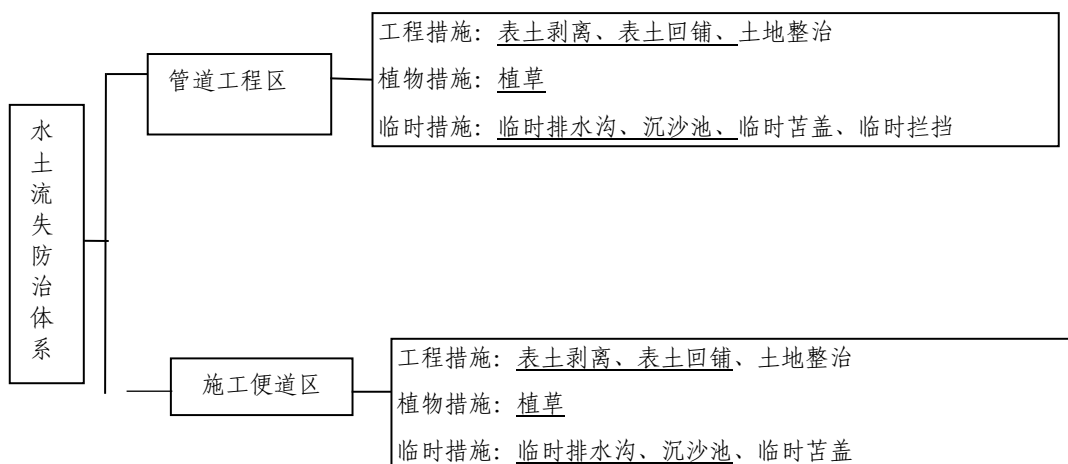 水土流失防治体系
管道工程区
工程措施：表土剥离、表土回铺、土地整治
植物措施：植草
临时措施：临时排水沟、沉沙池、临时苫盖、临时拦挡
施工便道区
工程措施：表土剥离、表土回铺、土地整治
植物措施：植草
临时措施：临时排水沟、沉沙池、临时苫盖